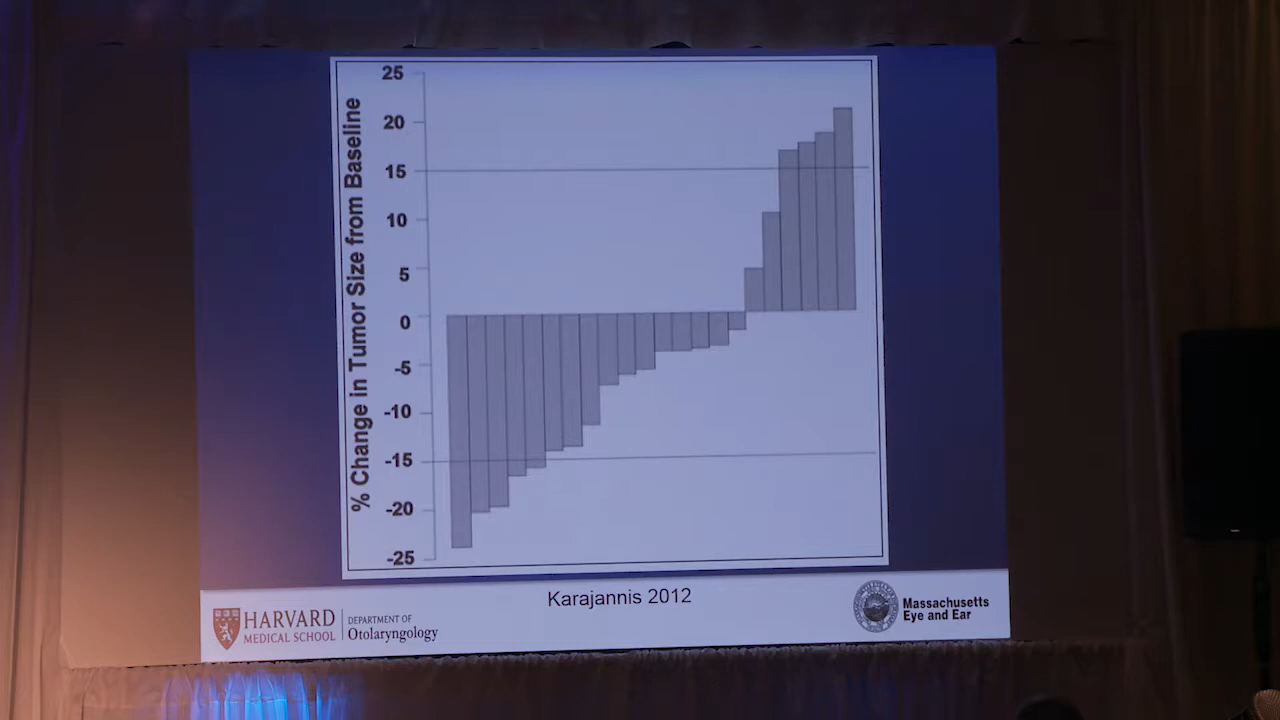 % Change in Tumor Size from Baseline
25
20
15
10
5
0
-5
-10
-15
-20
-25
Karajannis 2012
HARVARD
MEDICAL SCHOOL
DEPARTMENT OF
Otolaryngology
Massachusetts
Eye and Ear